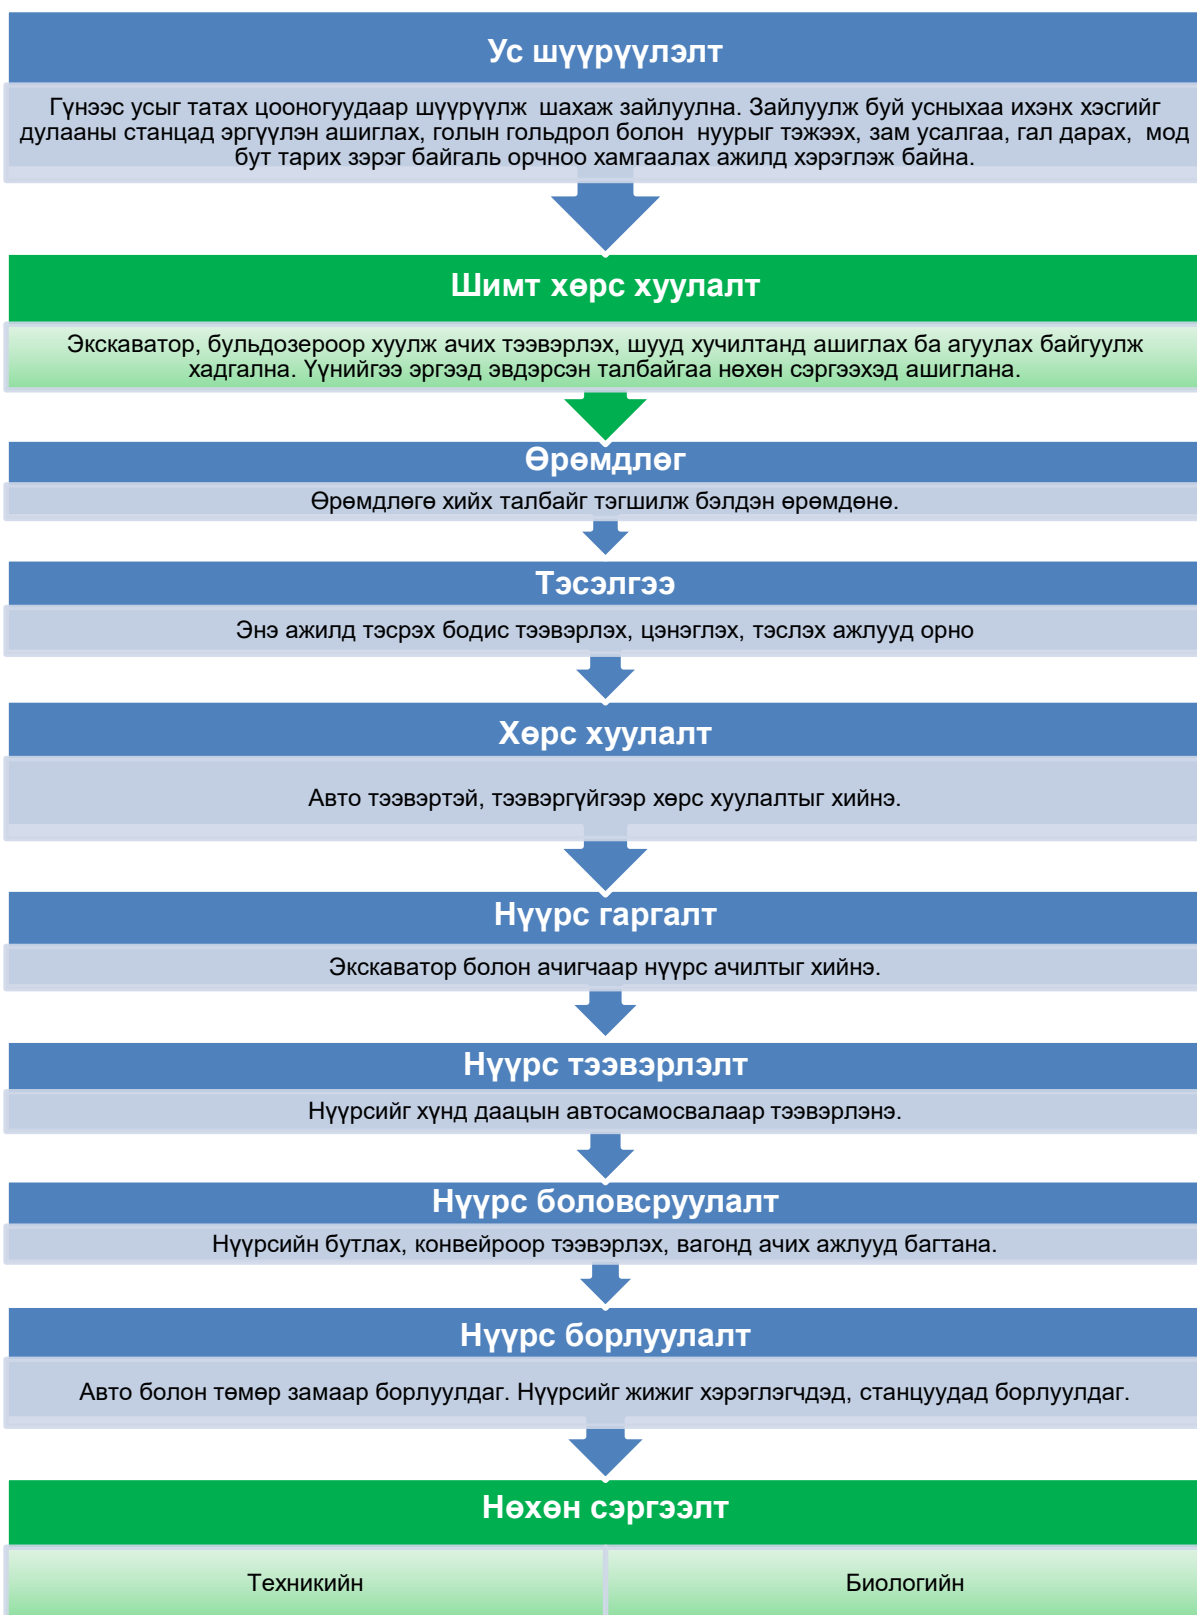 Ус шүүрүүлэлт
Гүнээс усыг татах цооногуудаар шүүрүүлж шахаж зайлуулна. Зайлуулж буй усныхаа ихэнх хэсгийг
дулааны станцад эргүүлэн ашиглах, голын гольдрол болон нуурыг тэжээх, зам усалгаа, гал дарах, мод
бут тарих зэрэг байгаль орчноо хамгаалах ажилд хэрэглэж байна.
Шимт хөрс хуулалт
Экскаватор, бульдозероор хуулж ачих тээвэрлэх, шууд хучилтанд ашиглах ба агуулах байгуулж
хадгална. Үүнийгээ эргээд эвдэрсэн талбайгаа нөхөн сэргээхэд ашиглана.
Өрөмдлөг
Өрөмдлөгө хийх талбайг тэгшилж бэлдэн өрөмдөнө.
Тэсэлгээ
Энэ ажилд тэсрэх бодис тээвэрлэх, цэнэглэх, тэслэх ажлууд орно
Хөрс хуулалт
Авто тээвэртэй, тээвэргүйгээр хөрс хуулалтыг хийнэ.
Нүүрс гаргалт
Экскаватор болон ачигчаар нүүрс ачилтыг хийнэ.
Нүүрс тээвэрлэлт
Нүүрсийг хүнд даацын автосамосвалаар тээвэрлэнэ.
Нүүрс боловсруулалт
Нүүрсийн бутлах, конвейроор тээвэрлэх, вагонд ачих ажлууд багтана.
Нүүрс борлуулалт
Авто болон төмөр замаар борлуулдаг. Нүүрсийг жижиг хэрэглэгчдэд, станцуудад борлуулдаг.
Нөхөн сэргээлт
Техникийн
Биологийн